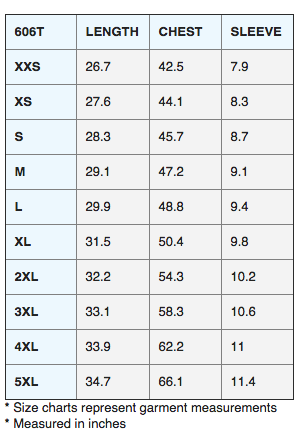 606T LENGTH CHEST SLEEVE
XXS 26.7 42.5 7.9
XS 27.6 44.1 8.3
S 28.3 45.7 8.7
M 29.1 47.2 9.1
L 29.9 48.8 9.4
XL 31.5 50.4 9.8
2XL 32.2 54.3 10.2
3XL 33.1 58.3 10.6
4XL 33.9 62.2 11
5XL 34.7 66.1 11.4
* Size charts represent garment measurements
* Measured in inches